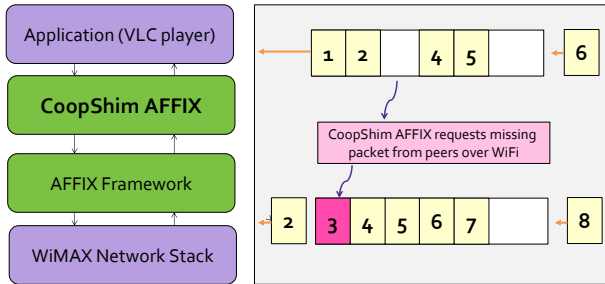 Application (VLC player)
CoopShim AFFIX
AFFIX Framework
WiMAX Network Stack
1 2 4 5 6
CoopShim AFFIX requests missing
packet from peers over WiFi
2 3 4 5 6 7 8